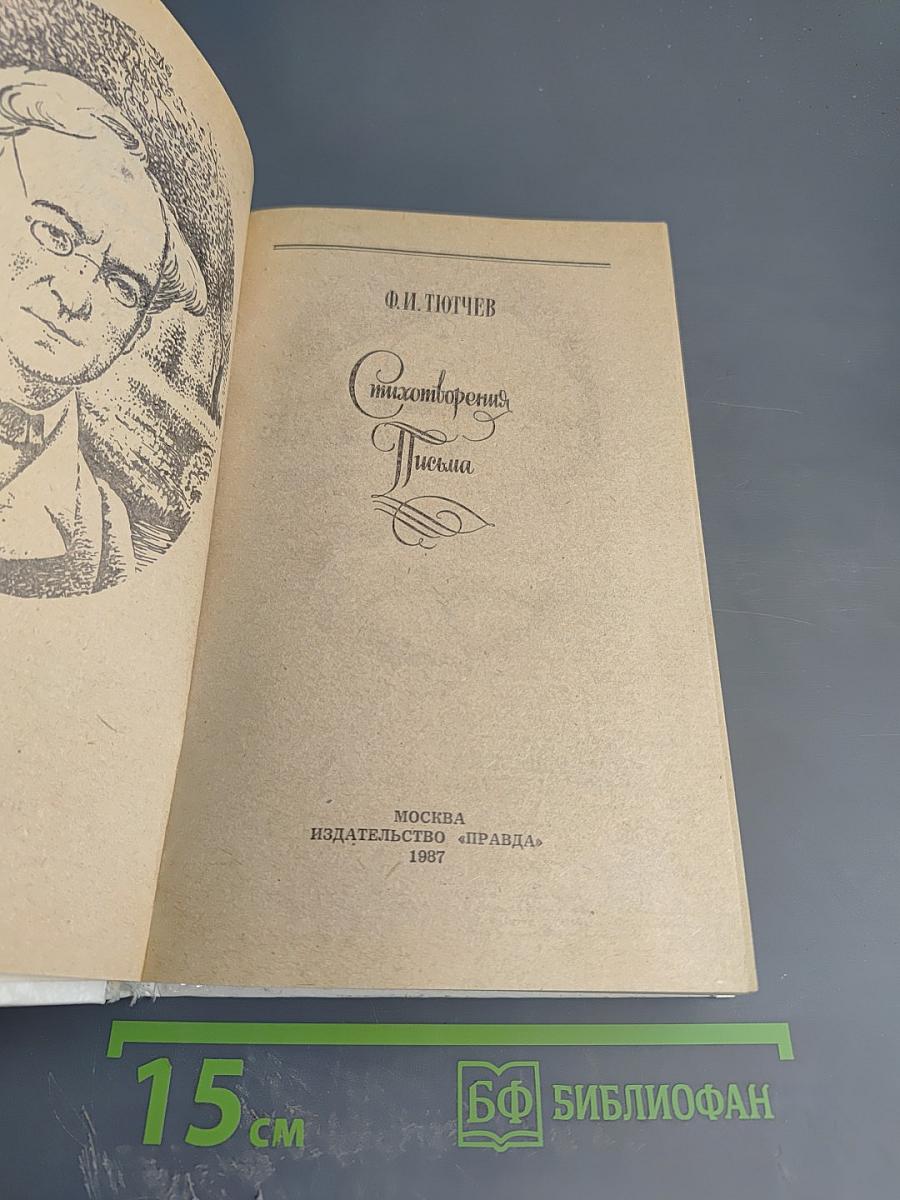 Ф. И. ТЮТЧЕВ
Стихотворения
Письма
МОСКВА
ИЗДАТЕЛЬСТВО «ПРАВДА»
1987
15 см
БФ БИБЛИОФАН